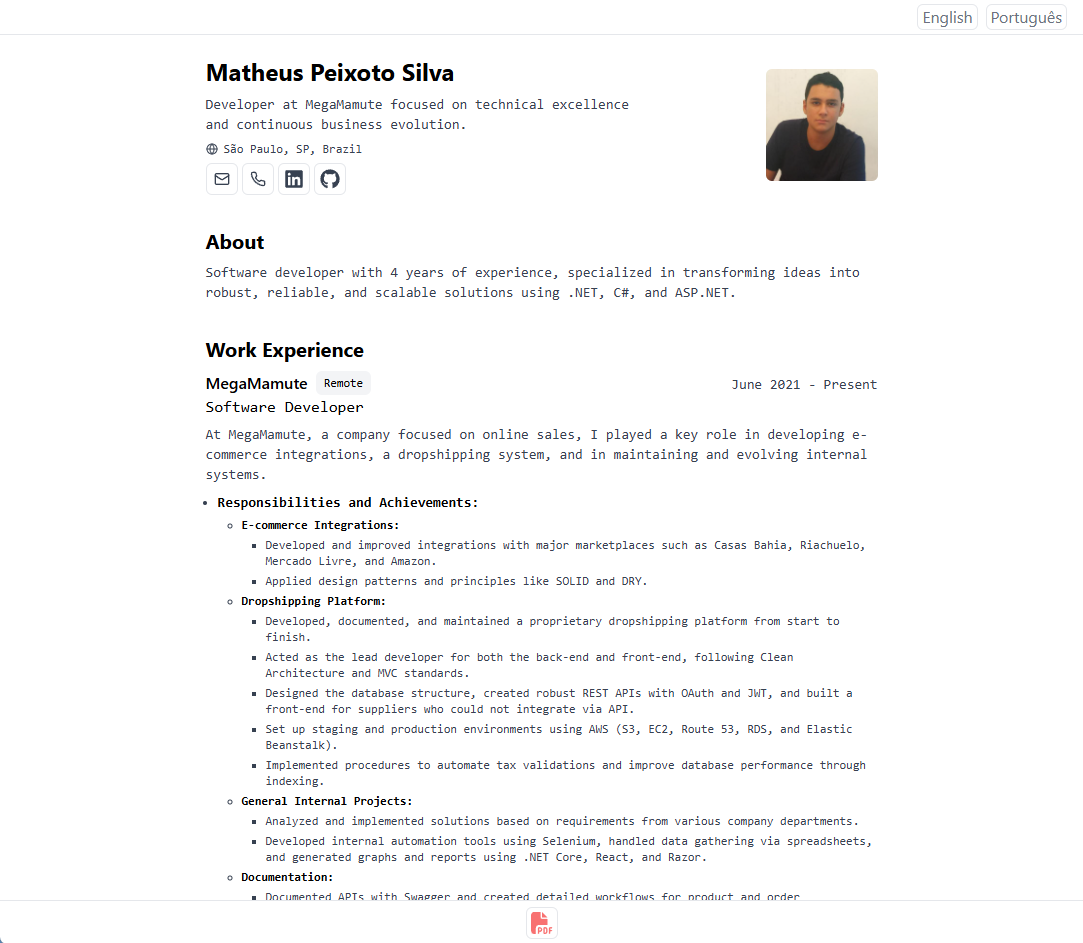 English Português
Matheus Peixoto Silva
Developer at MegaMamute focused on technical excellence
and continuous business evolution.
São Paulo, SP, Brazil
About
Software developer with 4 years of experience, specialized in transforming ideas into
robust, reliable, and scalable solutions using .NET, C#, and ASP.NET.
Work Experience
MegaMamute Remote June 2021 - Present
Software Developer
At MegaMamute, a company focused on online sales, I played a key role in developing e-
commerce integrations, a dropshipping system, and in maintaining and evolving internal
systems.
• Responsibilities and Achievements:
◦ E-commerce Integrations:
▪ Developed and improved integrations with major marketplaces such as Casas Bahia, Riachuelo,
Mercado Livre, and Amazon.
▪ Applied design patterns and principles like SOLID and DRY.
◦ Dropshipping Platform:
▪ Developed, documented, and maintained a proprietary dropshipping platform from start to
finish.
▪ Acted as the lead developer for both the back-end and front-end, following Clean
Architecture and MVC standards.
▪ Designed the database structure, created robust REST APIs with OAuth and JWT, and built a
front-end for suppliers who could not integrate via API.
▪ Set up staging and production environments using AWS (S3, EC2, Route 53, RDS, and Elastic
Beanstalk).
▪ Implemented procedures to automate tax validations and improve database performance through
indexing.
◦ General Internal Projects:
▪ Analyzed and implemented solutions based on requirements from various company departments.
▪ Developed internal automation tools using Selenium, handled data gathering via spreadsheets,
and generated graphs and reports using .NET Core, React, and Razor.
◦ Documentation:
▪ Documented APIs with Swagger and created detailed workflows for product and order
PDF